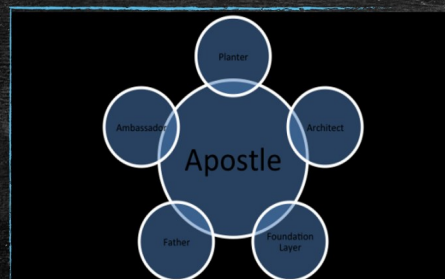 Planter
Ambassador
Architect
Apostle
Father
Foundation
Layer